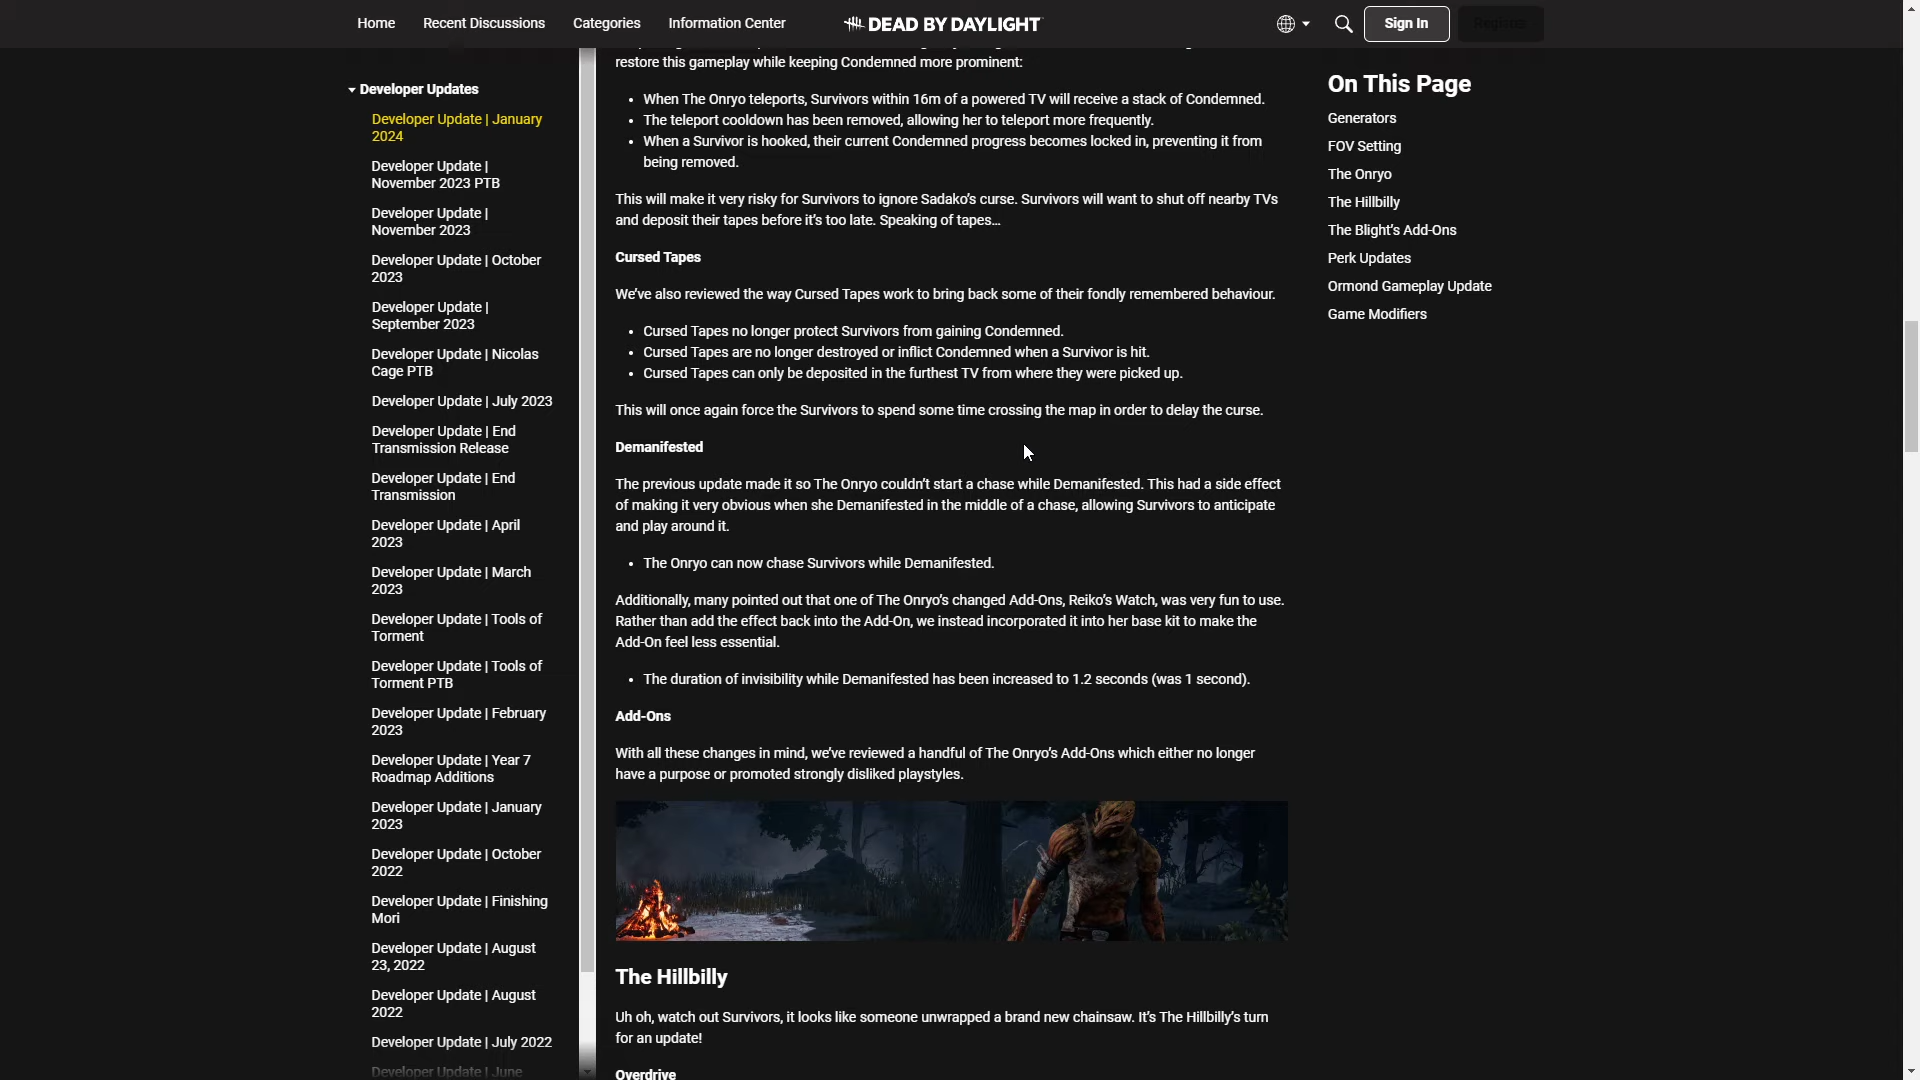 Home
Recent Discussions
Categories
Information Center
DEAD BY DAYLIGHT
Sign In
Register
Developer Updates
Developer Update | January
2024
Developer Update |
November 2023 PTB
Developer Update |
November 2023
Developer Update | October
2023
Developer Update |
September 2023
Developer Update | Nicolas
Cage PTB
Developer Update | July 2023
Developer Update | End
Transmission Release
Developer Update | End
Transmission
Developer Update | April
2023
Developer Update | March
2023
Developer Update | Tools of
Torment
Developer Update | Tools of
Torment PTB
Developer Update | February
2023
Developer Update | Year 7
Roadmap Additions
Developer Update | January
2023
Developer Update | October
2022
Developer Update | Finishing
Mori
Developer Update | August
23, 2022
Developer Update | August
2022
Developer Update | July 2022
Developer Update | June
restore this gameplay while keeping Condemned more prominent:
• When The Onryo teleports, Survivors within 16m of a powered TV will receive a stack of Condemned.
• The teleport cooldown has been removed, allowing her to teleport more frequently.
• When a Survivor is hooked, their current Condemned progress becomes locked in, preventing it from
being removed.
This will make it very risky for Survivors to ignore Sadako's curse. Survivors will want to shut off nearby TVs
and deposit their tapes before it's too late. Speaking of tapes…
Cursed Tapes
We've also reviewed the way Cursed Tapes work to bring back some of their fondly remembered behaviour.
• Cursed Tapes no longer protect Survivors from gaining Condemned.
• Cursed Tapes are no longer destroyed or inflict Condemned when a Survivor is hit.
• Cursed Tapes can only be deposited in the furthest TV from where they were picked up.
This will once again force the Survivors to spend some time crossing the map in order to delay the curse.
Demanifested
The previous update made it so The Onryo couldn't start a chase while Demanifested. This had a side effect
of making it very obvious when she Demanifested in the middle of a chase, allowing Survivors to anticipate
and play around it.
• The Onryo can now chase Survivors while Demanifested.
Additionally, many pointed out that one of The Onryo's changed Add-Ons, Reiko's Watch, was very fun to use.
Rather than add the effect back into the Add-On, we instead incorporated it into her base kit to make the
Add-On feel less essential.
• The duration of invisibility while Demanifested has been increased to 1.2 seconds (was 1 second).
Add-Ons
With all these changes in mind, we've reviewed a handful of The Onryo's Add-Ons which either no longer
have a purpose or promoted strongly disliked playstyles.
The Hillbilly
Uh oh, watch out Survivors, it looks like someone unwrapped a brand new chainsaw. It's The Hillbilly's turn
for an update!
Overdrive
On This Page
Generators
FOV Setting
The Onryo
The Hillbilly
The Blight's Add-Ons
Perk Updates
Ormond Gameplay Update
Game Modifiers